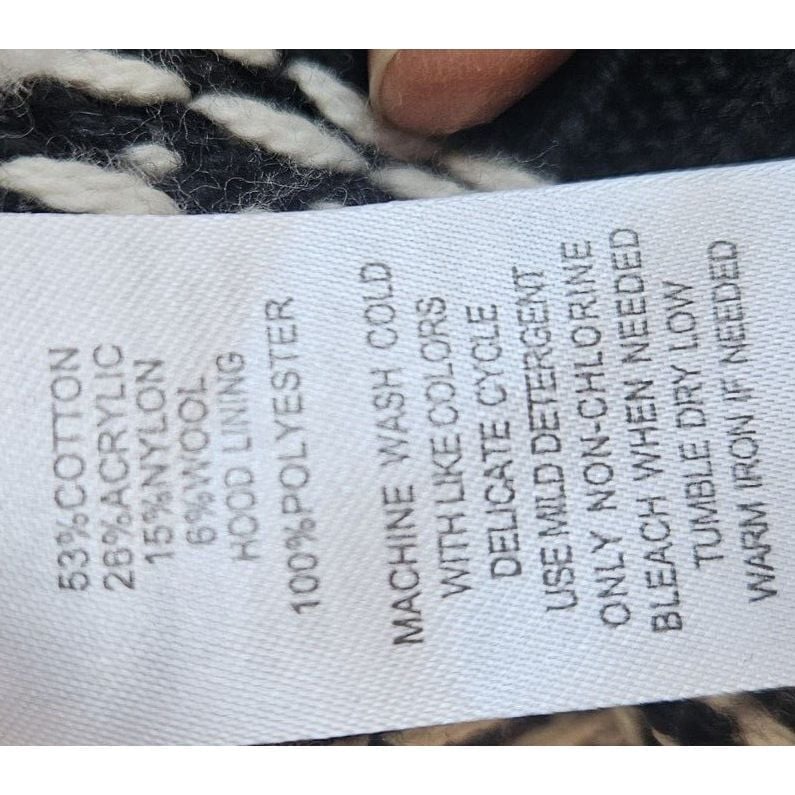 53%COTTON
26%ACRYLIC
15%NYLON
6%WOOL
HOOD LINING
100%POLYESTER
MACHINE WASH COLD
WITH LIKE COLORS
DELICATE CYCLE
USE MILD DETERGENT
ONLY NON-CHLORINE
BLEACH WHEN NEEDED
TUMBLE DRY LOW
WARM IRON IF NEEDED